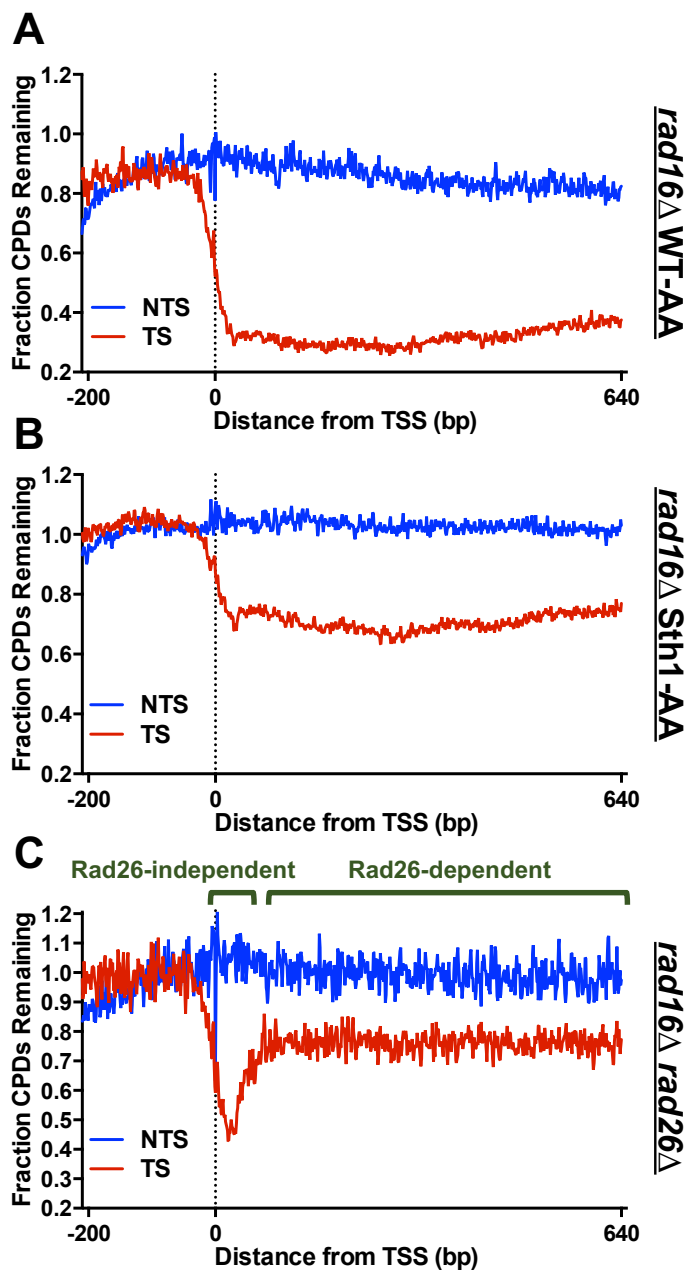 A
Fraction CPDs Remaining
1.2
1.0
0.8
0.6
0.4
0.2
NTS
TS
-200
0
640
Distance from TSS (bp)
rad16Δ WT-AA
B
Fraction CPDs Remaining
1.2
1.0
0.8
0.6
0.4
0.2
NTS
TS
-200
0
640
Distance from TSS (bp)
rad16Δ Sth1-AA
C
Rad26-independent
Rad26-dependent
Fraction CPDs Remaining
1.2
1.1
1.0
0.9
0.8
0.7
0.6
0.5
0.4
0.3
0.2
NTS
TS
-200
0
640
Distance from TSS (bp)
rad16Δ rad26Δ